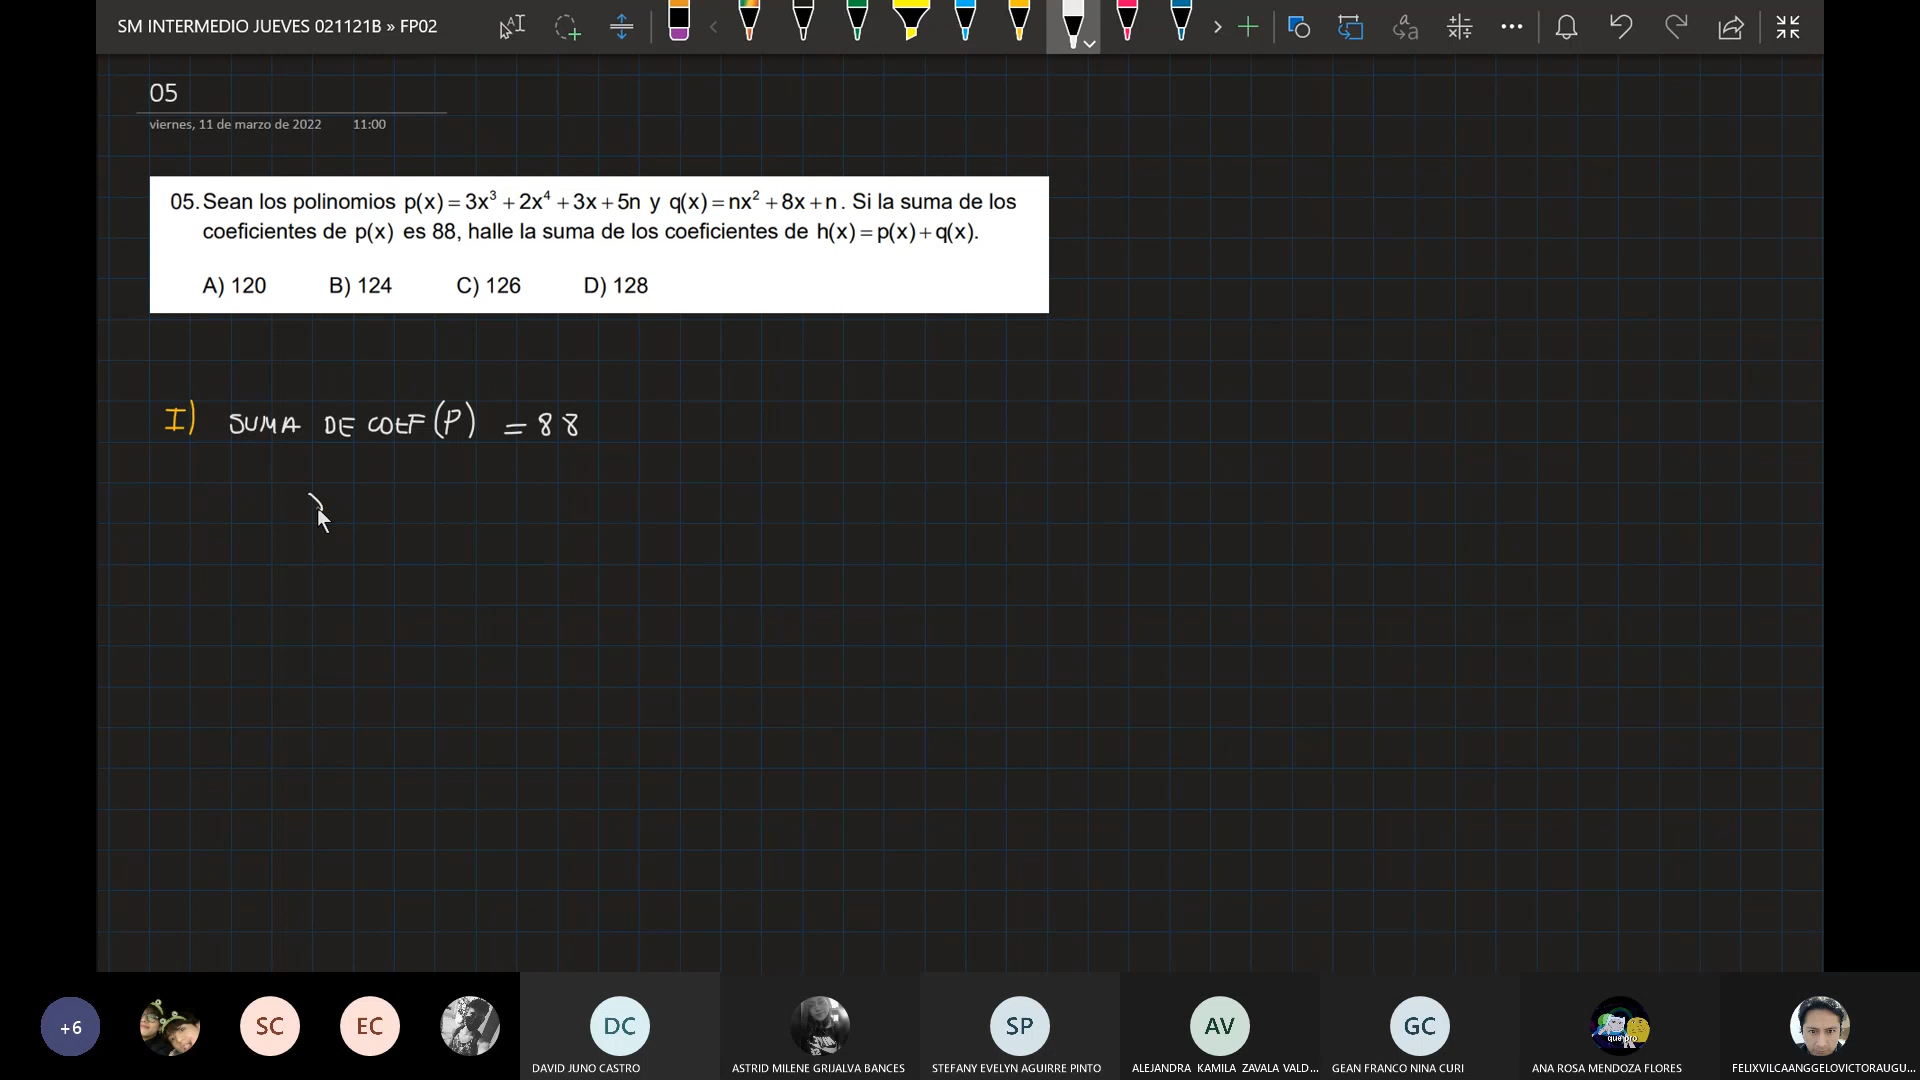 SM INTERMEDIO JUEVES 021121B » FP02
05
viernes, 11 de marzo de 2022 11:00
05. Sean los polinomios p(x) = 3x³ + 2x⁴ + 3x + 5n y q(x) = nx² + 8x + n. Si la suma de los
coeficientes de p(x) es 88, halle la suma de los coeficientes de h(x) = p(x) + q(x).
A) 120 B) 124 C) 126 D) 128
I) SUMA DE COEF(P) = 88
+6 SC EC DC SP AV GC que pro
DAVID JUNO CASTRO ASTRID MILENE GRIJALVA BANCES STEFANY EVELYN AGUIRRE PINTO ALEJANDRA KAMILA ZAVALA VALD... GEAN FRANCO NINA CURI ANA ROSA MENDOZA FLORES FELIXVILCAANGGELOVICTORAUGU...